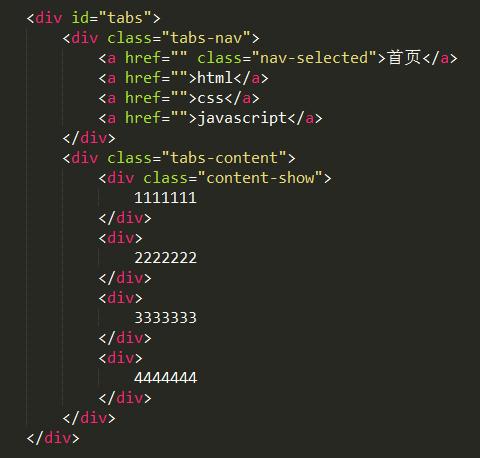 <div id="tabs">
<div class="tabs-nav">
<a href="" class="nav-selected">首页</a>
<a href="">html</a>
<a href="">css</a>
<a href="">javascript</a>
</div>
<div class="tabs-content">
<div class="content-show">
1111111
</div>
<div>
2222222
</div>
<div>
3333333
</div>
<div>
4444444
</div>
</div>
</div>